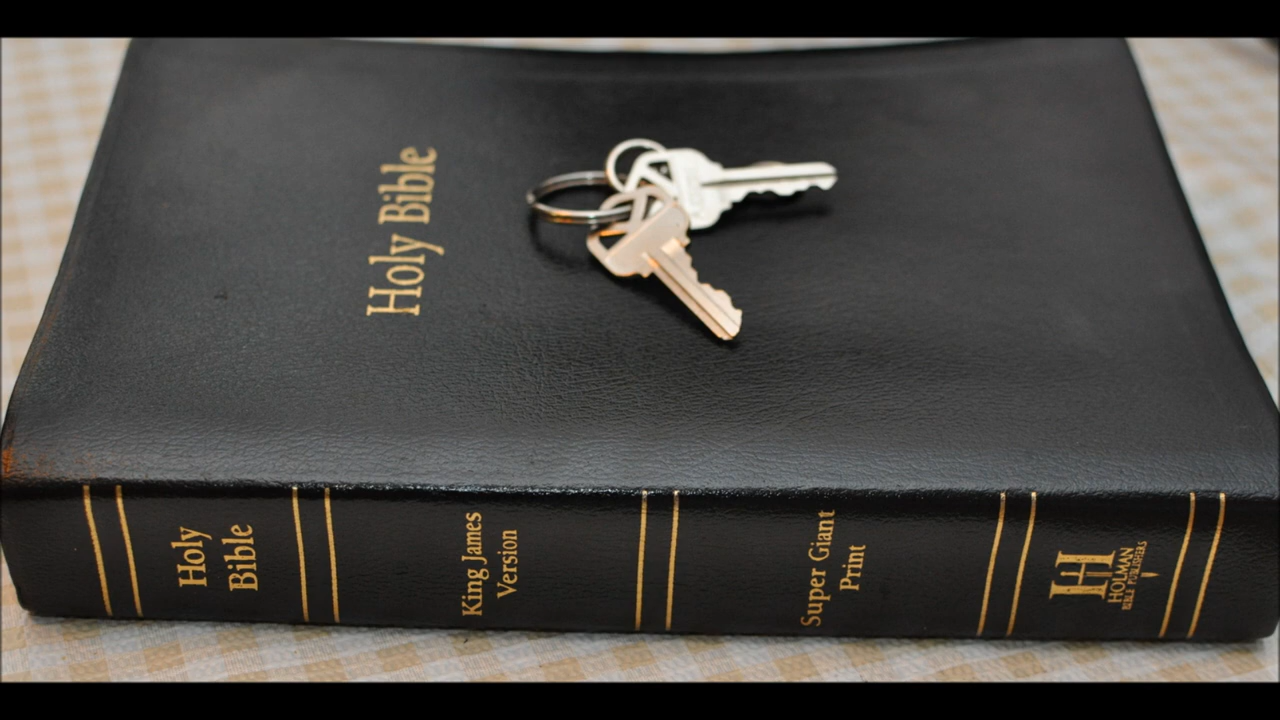 Holy Bible
Holy
Bible
King James
Version
Super Giant
Print
HOLMAN
BIBLE PUBLISHERS